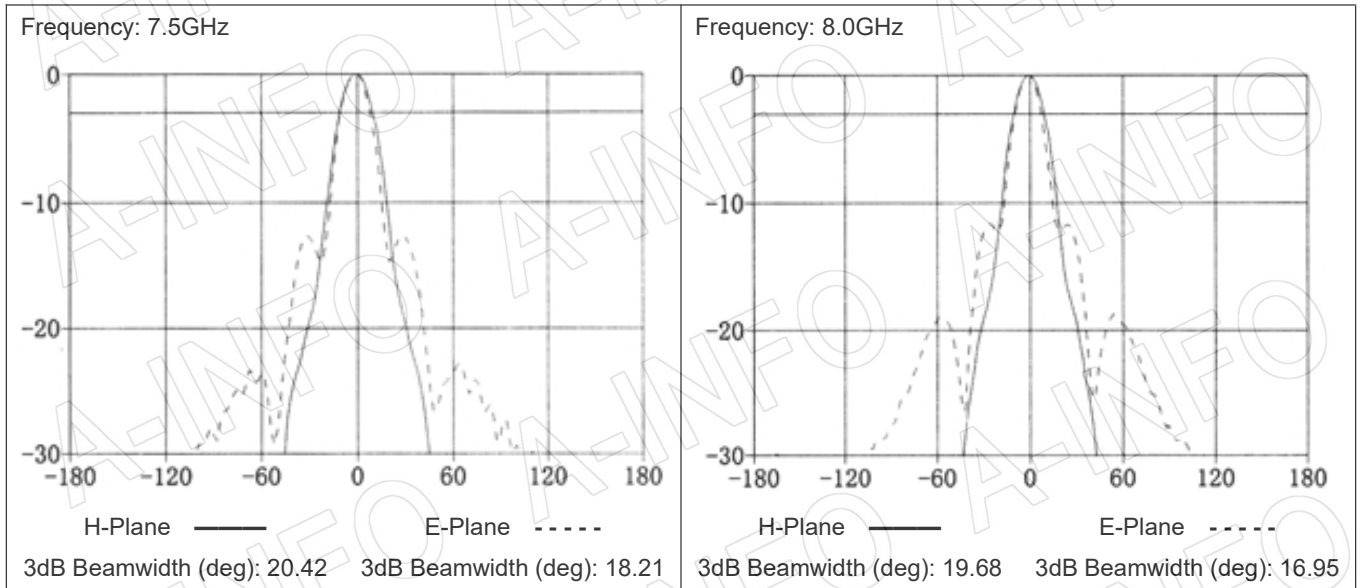 Frequency: 7.5GHz
0
-10
-20
-30
-180 -120 -60 0 60 120 180
H-Plane E-Plane
3dB Beamwidth (deg): 20.42 3dB Beamwidth (deg): 18.21
Frequency: 8.0GHz
0
-10
-20
-30
-180 -120 -60 0 60 120 180
H-Plane E-Plane
3dB Beamwidth (deg): 19.68 3dB Beamwidth (deg): 16.95
A-INFO